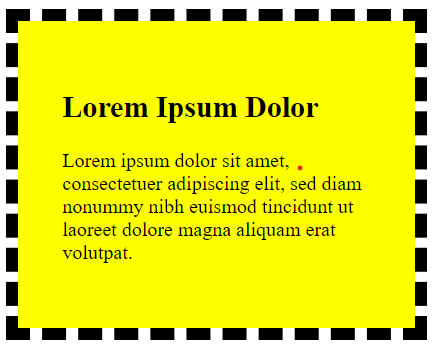 Lorem Ipsum Dolor
Lorem ipsum dolor sit amet,
consectetuer adipiscing elit, sed diam
nonummy nibh euismod tincidunt ut
laoreet dolore magna aliquam erat
volutpat.